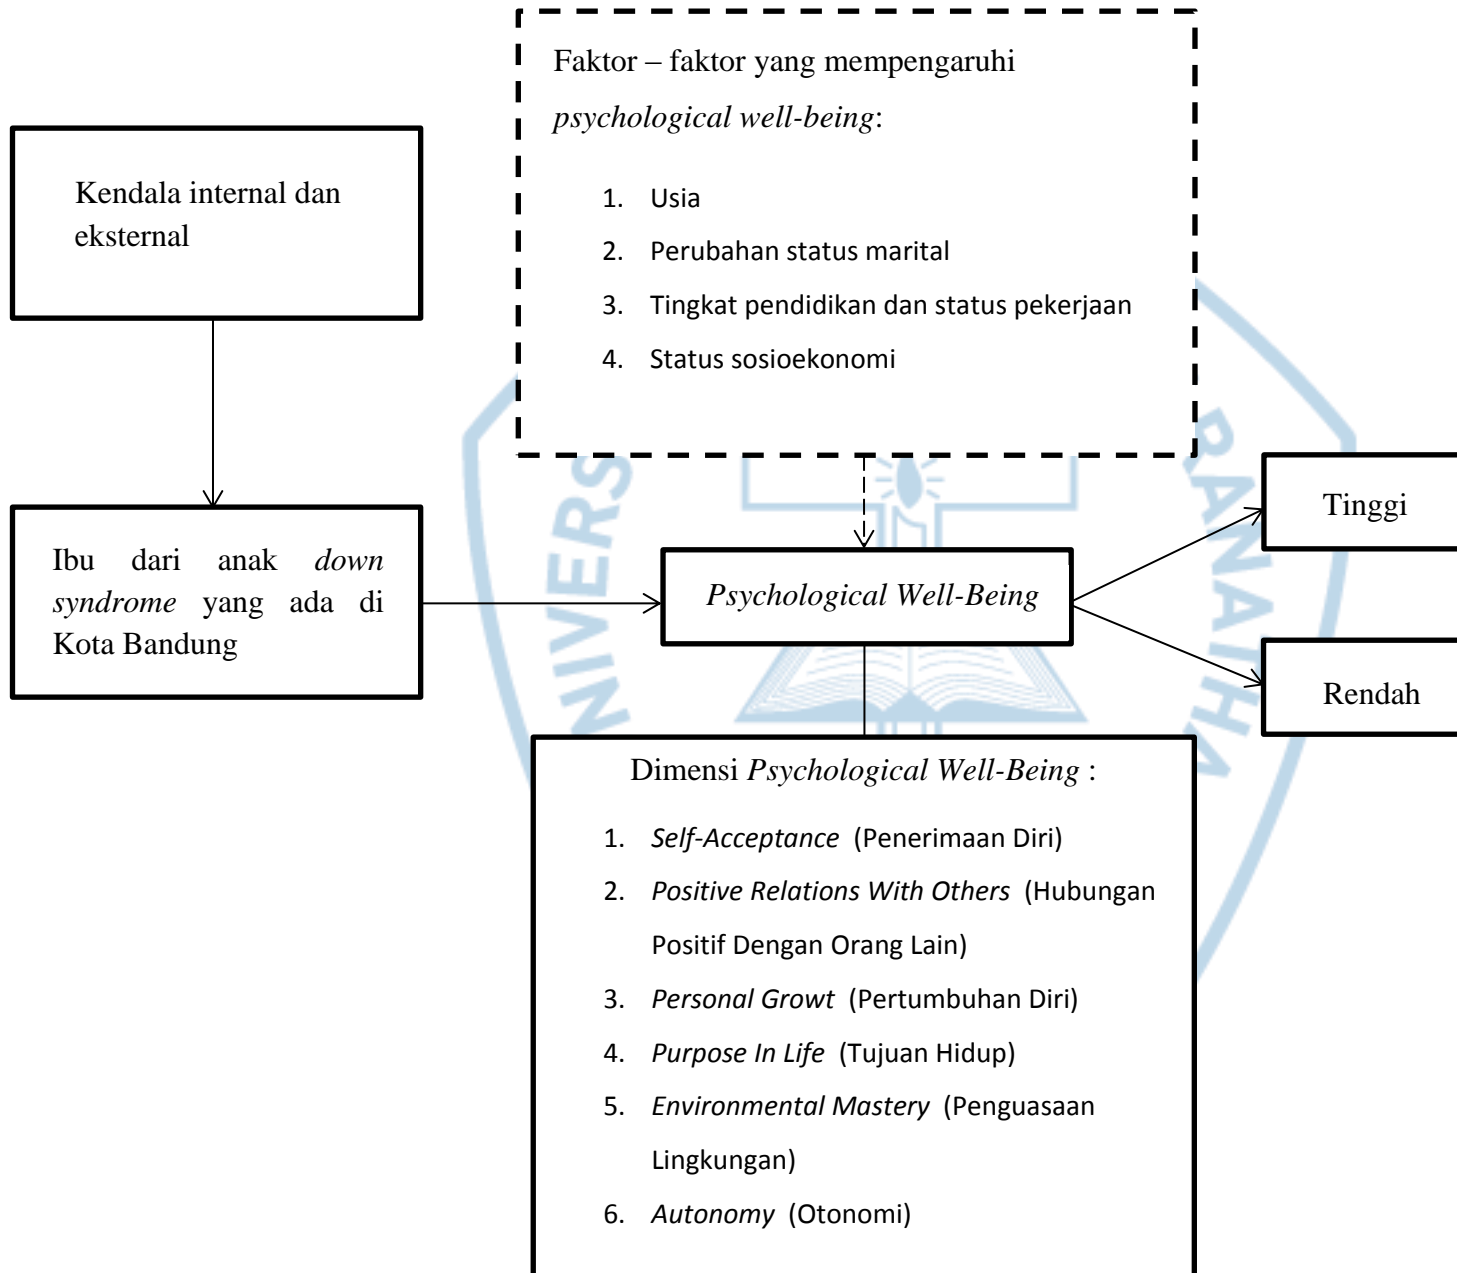 Faktor – faktor yang mempengaruhi
psychological well-being:
1. Usia
2. Perubahan status marital
3. Tingkat pendidikan dan status pekerjaan
4. Status sosioekonomi
Kendala internal dan
eksternal
Ibu dari anak down
syndrome yang ada di
Kota Bandung
Psychological Well-Being
Tinggi
Rendah
Dimensi Psychological Well-Being :
1. Self-Acceptance (Penerimaan Diri)
2. Positive Relations With Others (Hubungan
Positif Dengan Orang Lain)
3. Personal Growt (Pertumbuhan Diri)
4. Purpose In Life (Tujuan Hidup)
5. Environmental Mastery (Penguasaan
Lingkungan)
6. Autonomy (Otonomi)